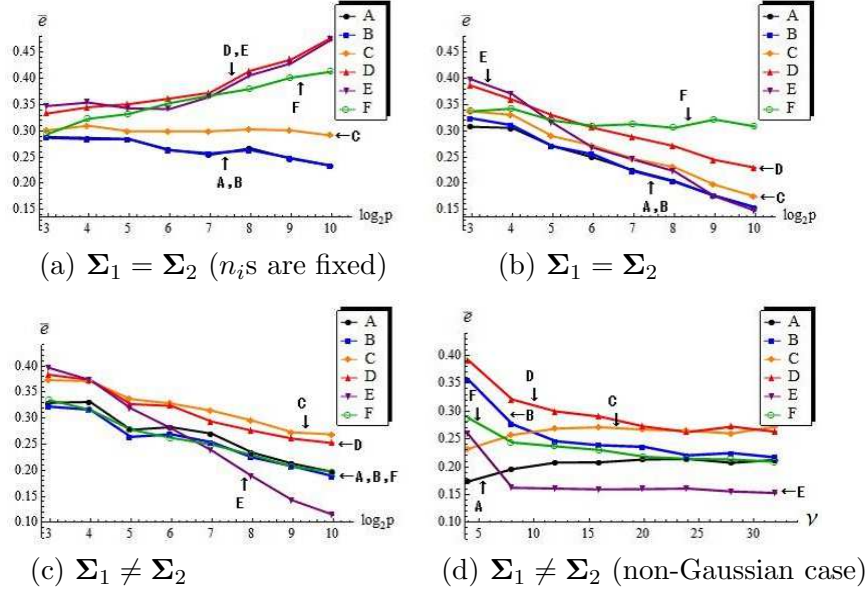 e̅
0.45
0.40
0.35
0.30
0.25
0.20
0.15
3 4 5 6 7 8 9 10
log₂p
D,E
F
C
A,B
A
B
C
D
E
F
(a) Σ₁ = Σ₂ (nᵢs are fixed)
e̅
0.45
0.40
0.35
0.30
0.25
0.20
0.15
3 4 5 6 7 8 9 10
log₂p
E
F
D
C
A,B
A
B
C
D
E
F
(b) Σ₁ = Σ₂
e̅
0.40
0.35
0.30
0.25
0.20
0.15
0.10
3 4 5 6 7 8 9 10
log₂p
C
D
A,B,F
E
A
B
C
D
E
F
(c) Σ₁ ≠ Σ₂
e̅
0.40
0.35
0.30
0.25
0.20
0.15
0.10
5 10 15 20 25 30
ν
D
C
F
B
A
E
A
B
C
D
E
F
(d) Σ₁ ≠ Σ₂ (non-Gaussian case)